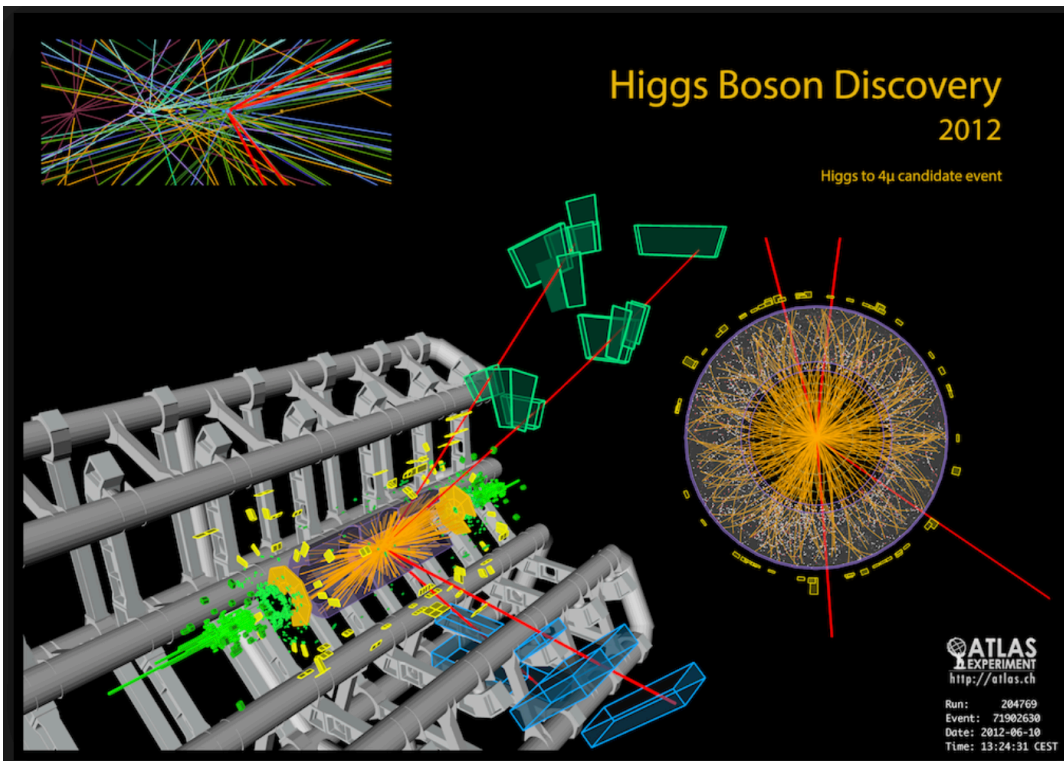 Higgs Boson Discovery
2012
Higgs to 4μ candidate event
ATLAS
EXPERIMENT
http://atlas.ch
Run: 204769
Event: 71902630
Date: 2012-06-10
Time: 13:24:31 CEST